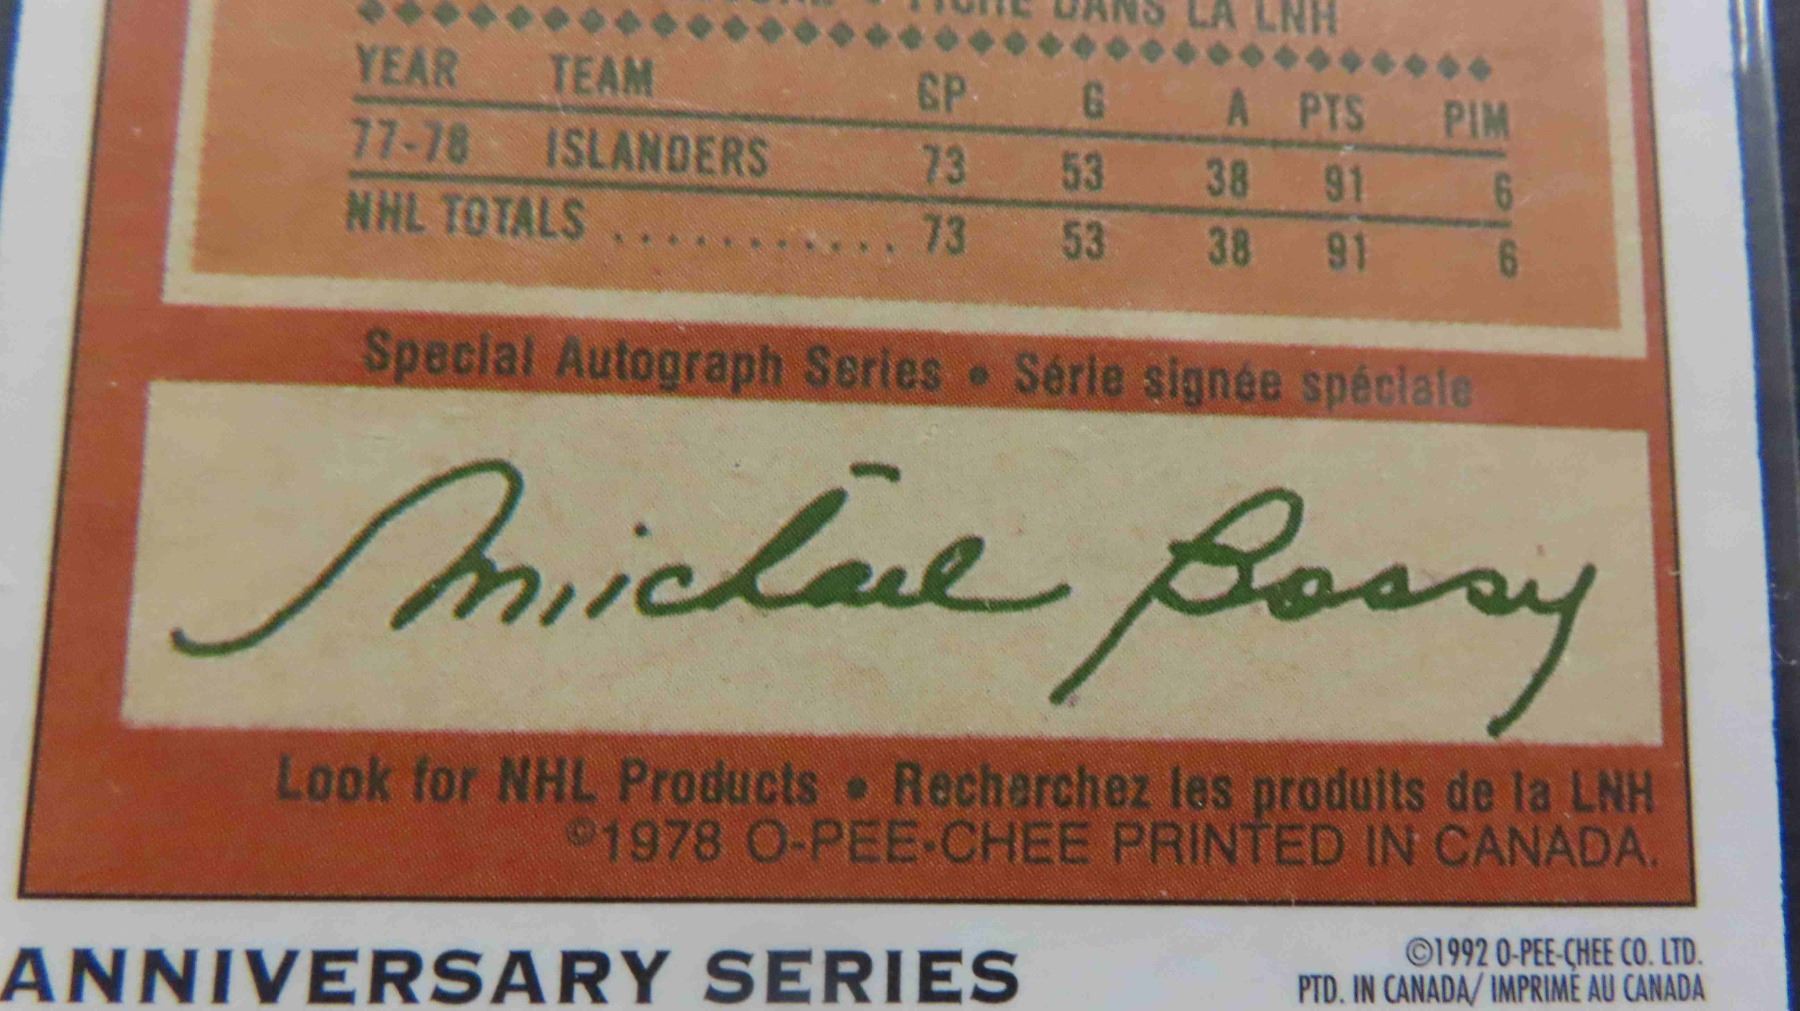 DANS LA LNH
YEAR TEAM GP G A PTS PIM
77-78 ISLANDERS 73 53 38 91 6
NHL TOTALS ............ 73 53 38 91 6
Special Autograph Series • Série signée spéciale
Michael Bossy
Look for NHL Products • Recherchez les produits de la LNH
©1978 O-PEE-CHEE PRINTED IN CANADA.
ANNIVERSARY SERIES
©1992 O-PEE-CHEE CO. LTD.
PTD. IN CANADA/ IMPRIMÉ AU CANADA